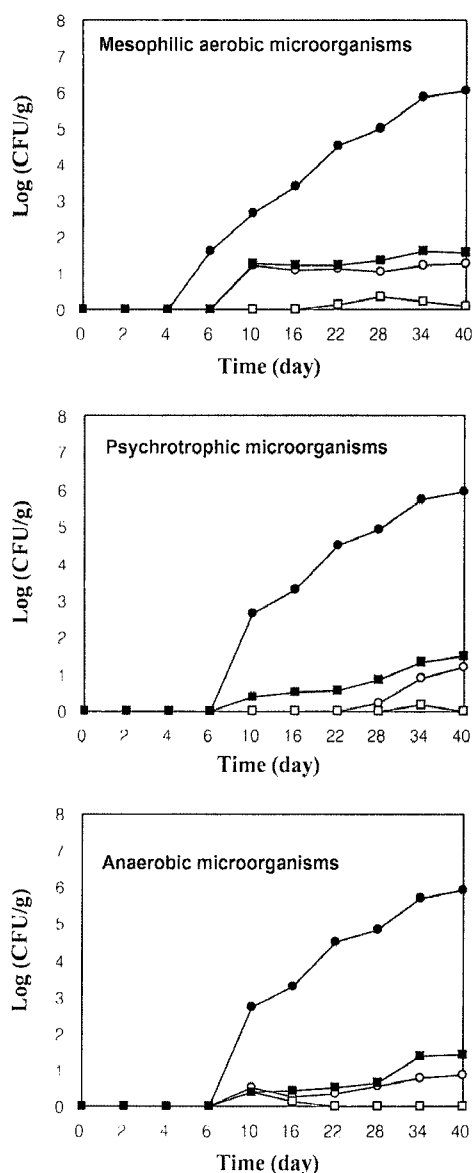 Mesophilic aerobic microorganisms
Log (CFU/g)
8
7
6
5
4
3
2
1
0
0 2 4 6 10 16 22 28 34 40
Time (day)
Psychrotrophic microorganisms
Log (CFU/g)
8
7
6
5
4
3
2
1
0
0 2 4 6 10 16 22 28 34 40
Time (day)
Anaerobic microorganisms
Log (CFU/g)
8
7
6
5
4
3
2
1
0
0 2 4 6 10 16 22 28 34 40
Time (day)